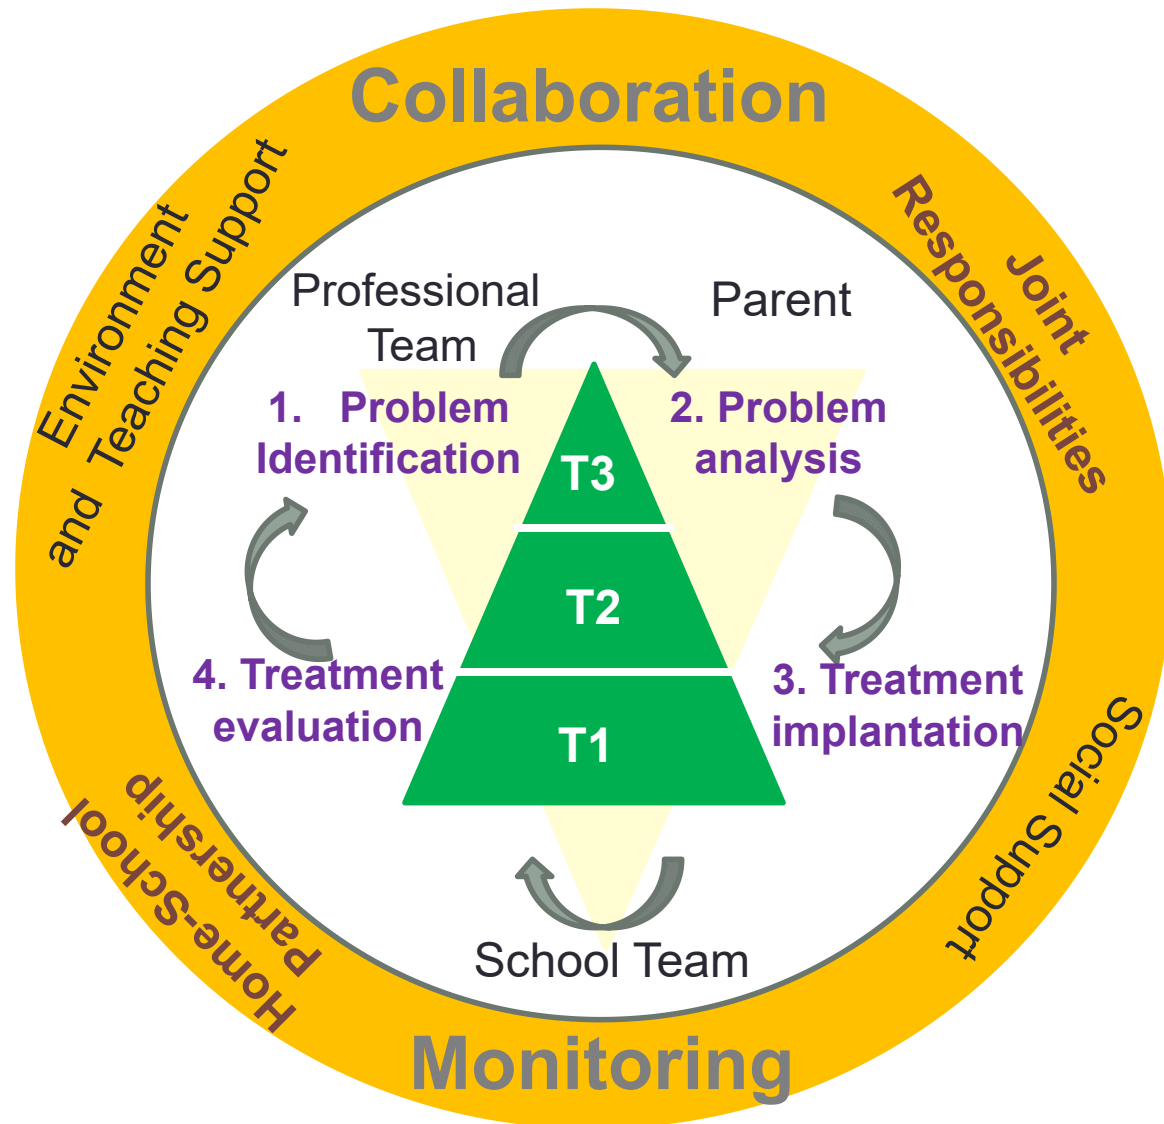 Collaboration
Environment
and Teaching Support
Joint
Responsibilities
Professional
Team
Parent
1. Problem
Identification
2. Problem
analysis
T3
T2
T1
4. Treatment
evaluation
3. Treatment
implantation
Social Support
Home-School
Partnership
School Team
Monitoring